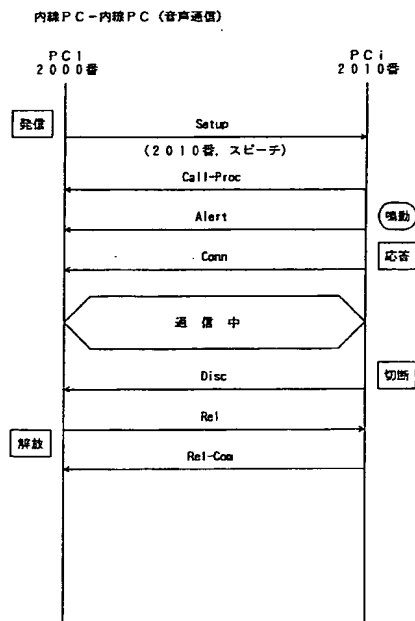 内線PC-内線PC（音声通信）
PC1 PCi
2000番 2010番
発信
Setup
(2010番, スピーチ)
Call-Proc
Alert 鳴動
Conn 応答
通信中
Disc 切断
Rel
解放
Rel-Com